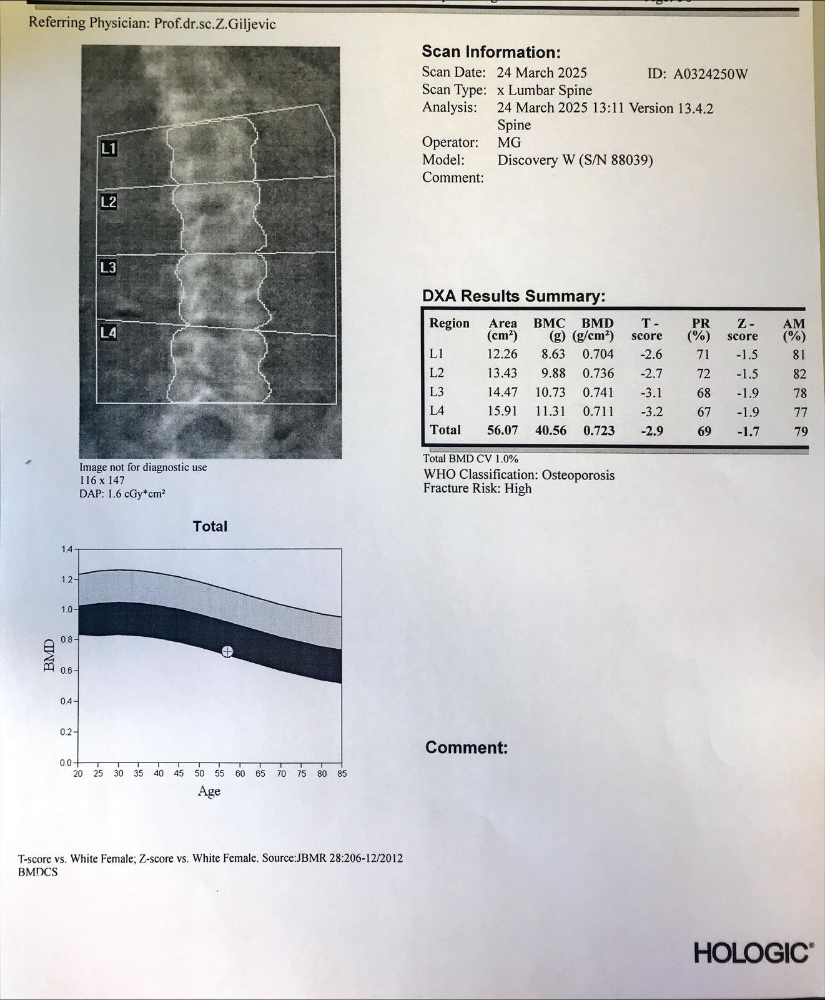 Referring Physician: Prof.dr.sc.Z.Giljevic
L1
L2
L3
L4
Image not for diagnostic use
116 x 147
DAP: 1.6 cGy*cm²
Scan Information:
Scan Date: 24 March 2025 ID: A0324250W
Scan Type: x Lumbar Spine
Analysis: 24 March 2025 13:11 Version 13.4.2
Spine
Operator: MG
Model: Discovery W (S/N 88039)
Comment:
DXA Results Summary:
Region Area BMC BMD T - PR Z - AM
(cm²) (g) (g/cm²) score (%) score (%)
L1 12.26 8.63 0.704 -2.6 71 -1.5 81
L2 13.43 9.88 0.736 -2.7 72 -1.5 82
L3 14.47 10.73 0.741 -3.1 68 -1.9 78
L4 15.91 11.31 0.711 -3.2 67 -1.9 77
Total 56.07 40.56 0.723 -2.9 69 -1.7 79
Total BMD CV 1.0%
WHO Classification: Osteoporosis
Fracture Risk: High
Total
1.4
1.2
1.0
0.8
0.6
0.4
0.2
0.0
BMD
20 25 30 35 40 45 50 55 60 65 70 75 80 85
Age
Comment:
T-score vs. White Female; Z-score vs. White Female. Source:JBMR 28:206-12/2012
BMDCS
HOLOGIC®